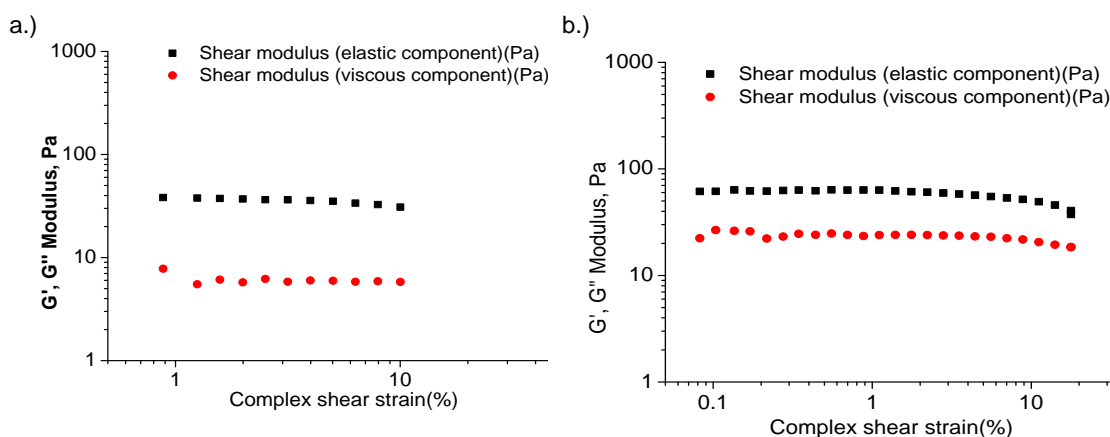 a.)
1000
100
10
1
G', G" Modulus, Pa
Shear modulus (elastic component)(Pa)
Shear modulus (viscous component)(Pa)
1
10
Complex shear strain(%)
b.)
1000
100
10
1
G', G" Modulus, Pa
Shear modulus (elastic component)(Pa)
Shear modulus (viscous component)(Pa)
0.1
1
10
Complex shear strain(%)